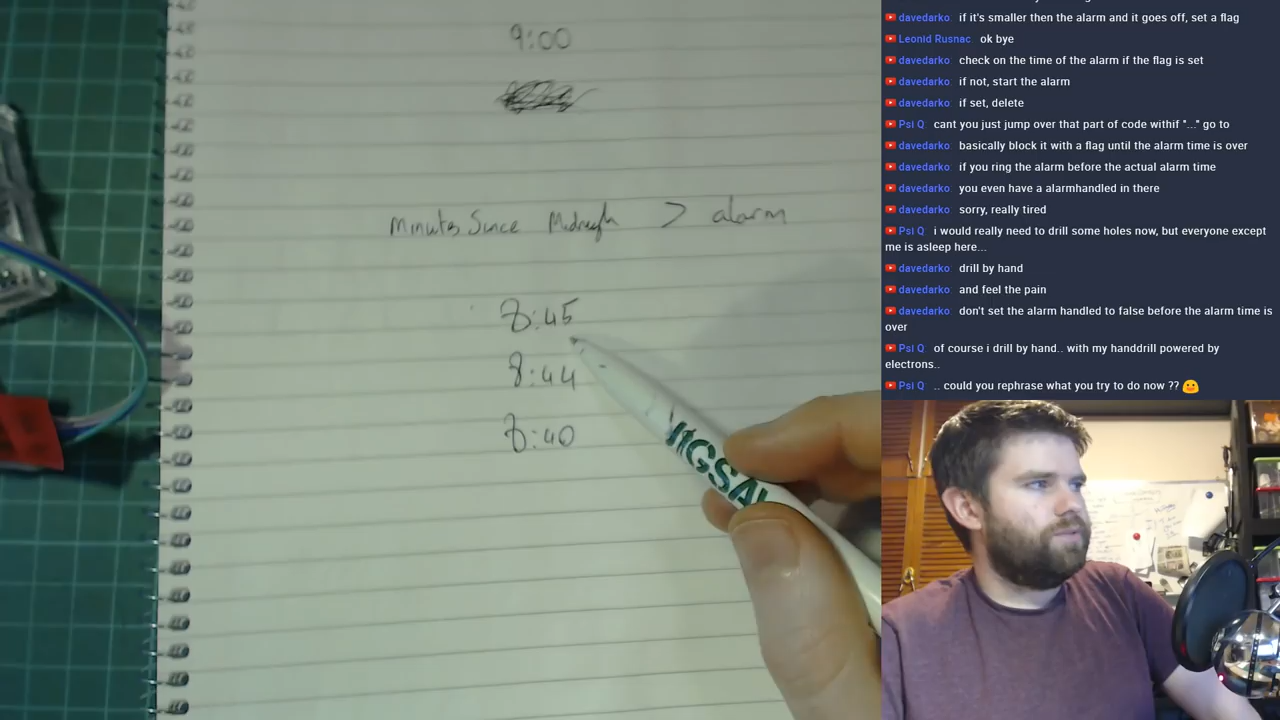 9:00
Minutes Since Midnigh > alarm
8:45
8:44
8:40
JIGSAW
davedarko if it's smaller then the alarm and it goes off, set a flag
Leonid Rusnac ok bye
davedarko check on the time of the alarm if the flag is set
davedarko if not, start the alarm
davedarko if set, delete
Psi Q cant you just jump over that part of code withif "..." go to
davedarko basically block it with a flag until the alarm time is over
davedarko if you ring the alarm before the actual alarm time
davedarko you even have a alarmhandled in there
davedarko sorry, really tired
Psi Q i would really need to drill some holes now, but everyone except
me is asleep here...
davedarko drill by hand
davedarko and feel the pain
davedarko don't set the alarm handled to false before the alarm time is
over
Psi Q of course i drill by hand.. with my handdrill powered by
electrons..
Psi Q .. could you rephrase what you try to do now ??